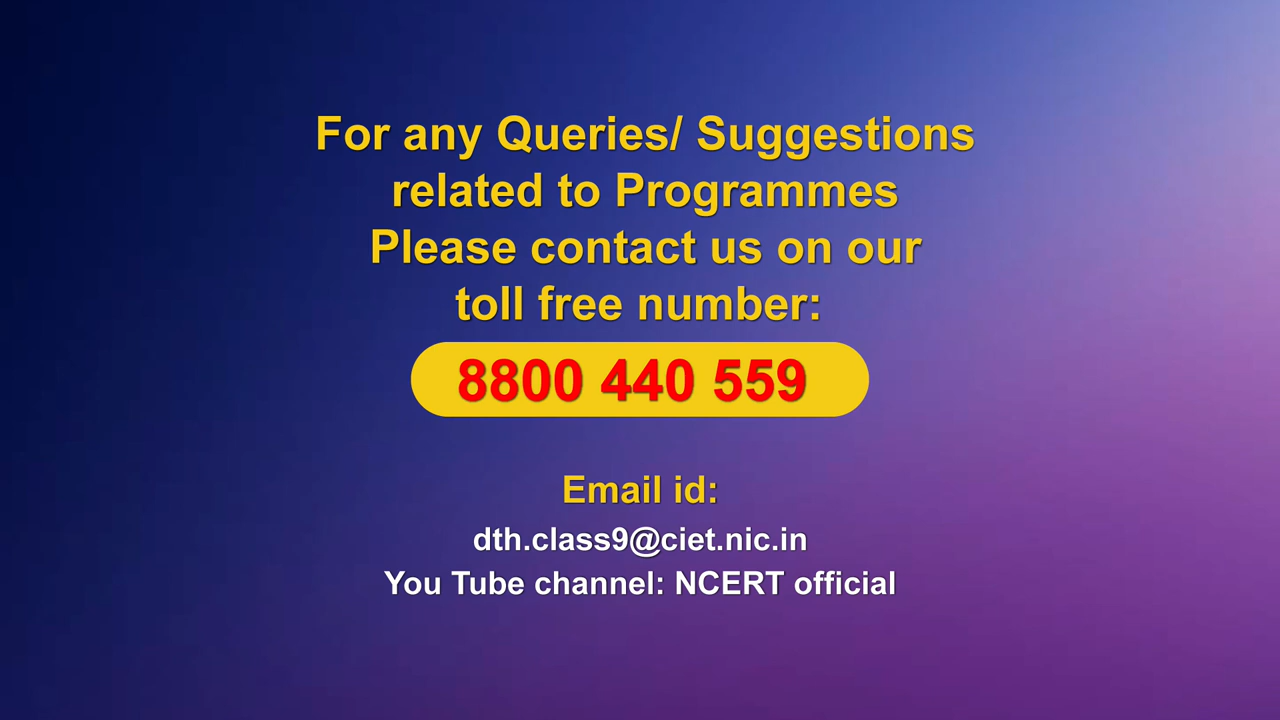 For any Queries/ Suggestions
related to Programmes
Please contact us on our
toll free number:
8800 440 559
Email id:
dth.class9@ciet.nic.in
You Tube channel: NCERT official